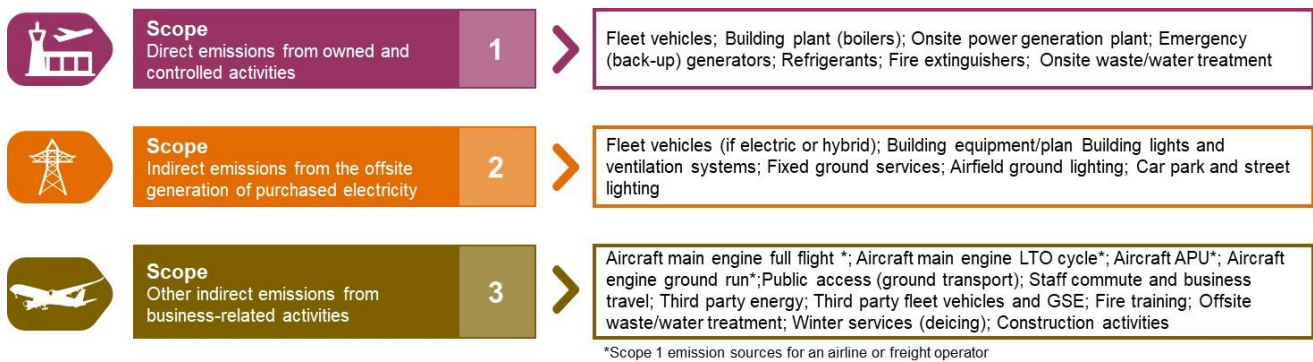 Scope
Direct emissions from owned and
controlled activities
1
Fleet vehicles; Building plant (boilers); Onsite power generation plant; Emergency
(back-up) generators; Refrigerants; Fire extinguishers; Onsite waste/water treatment
Scope
Indirect emissions from the offsite
generation of purchased electricity
2
Fleet vehicles (if electric or hybrid); Building equipment/plan Building lights and
ventilation systems; Fixed ground services; Airfield ground lighting; Car park and street
lighting
Scope
Other indirect emissions from
business-related activities
3
Aircraft main engine full flight *; Aircraft main engine LTO cycle*; Aircraft APU*; Aircraft
engine ground run*;Public access (ground transport); Staff commute and business
travel; Third party energy; Third party fleet vehicles and GSE; Fire training; Offsite
waste/water treatment; Winter services (deicing); Construction activities
*Scope 1 emission sources for an airline or freight operator